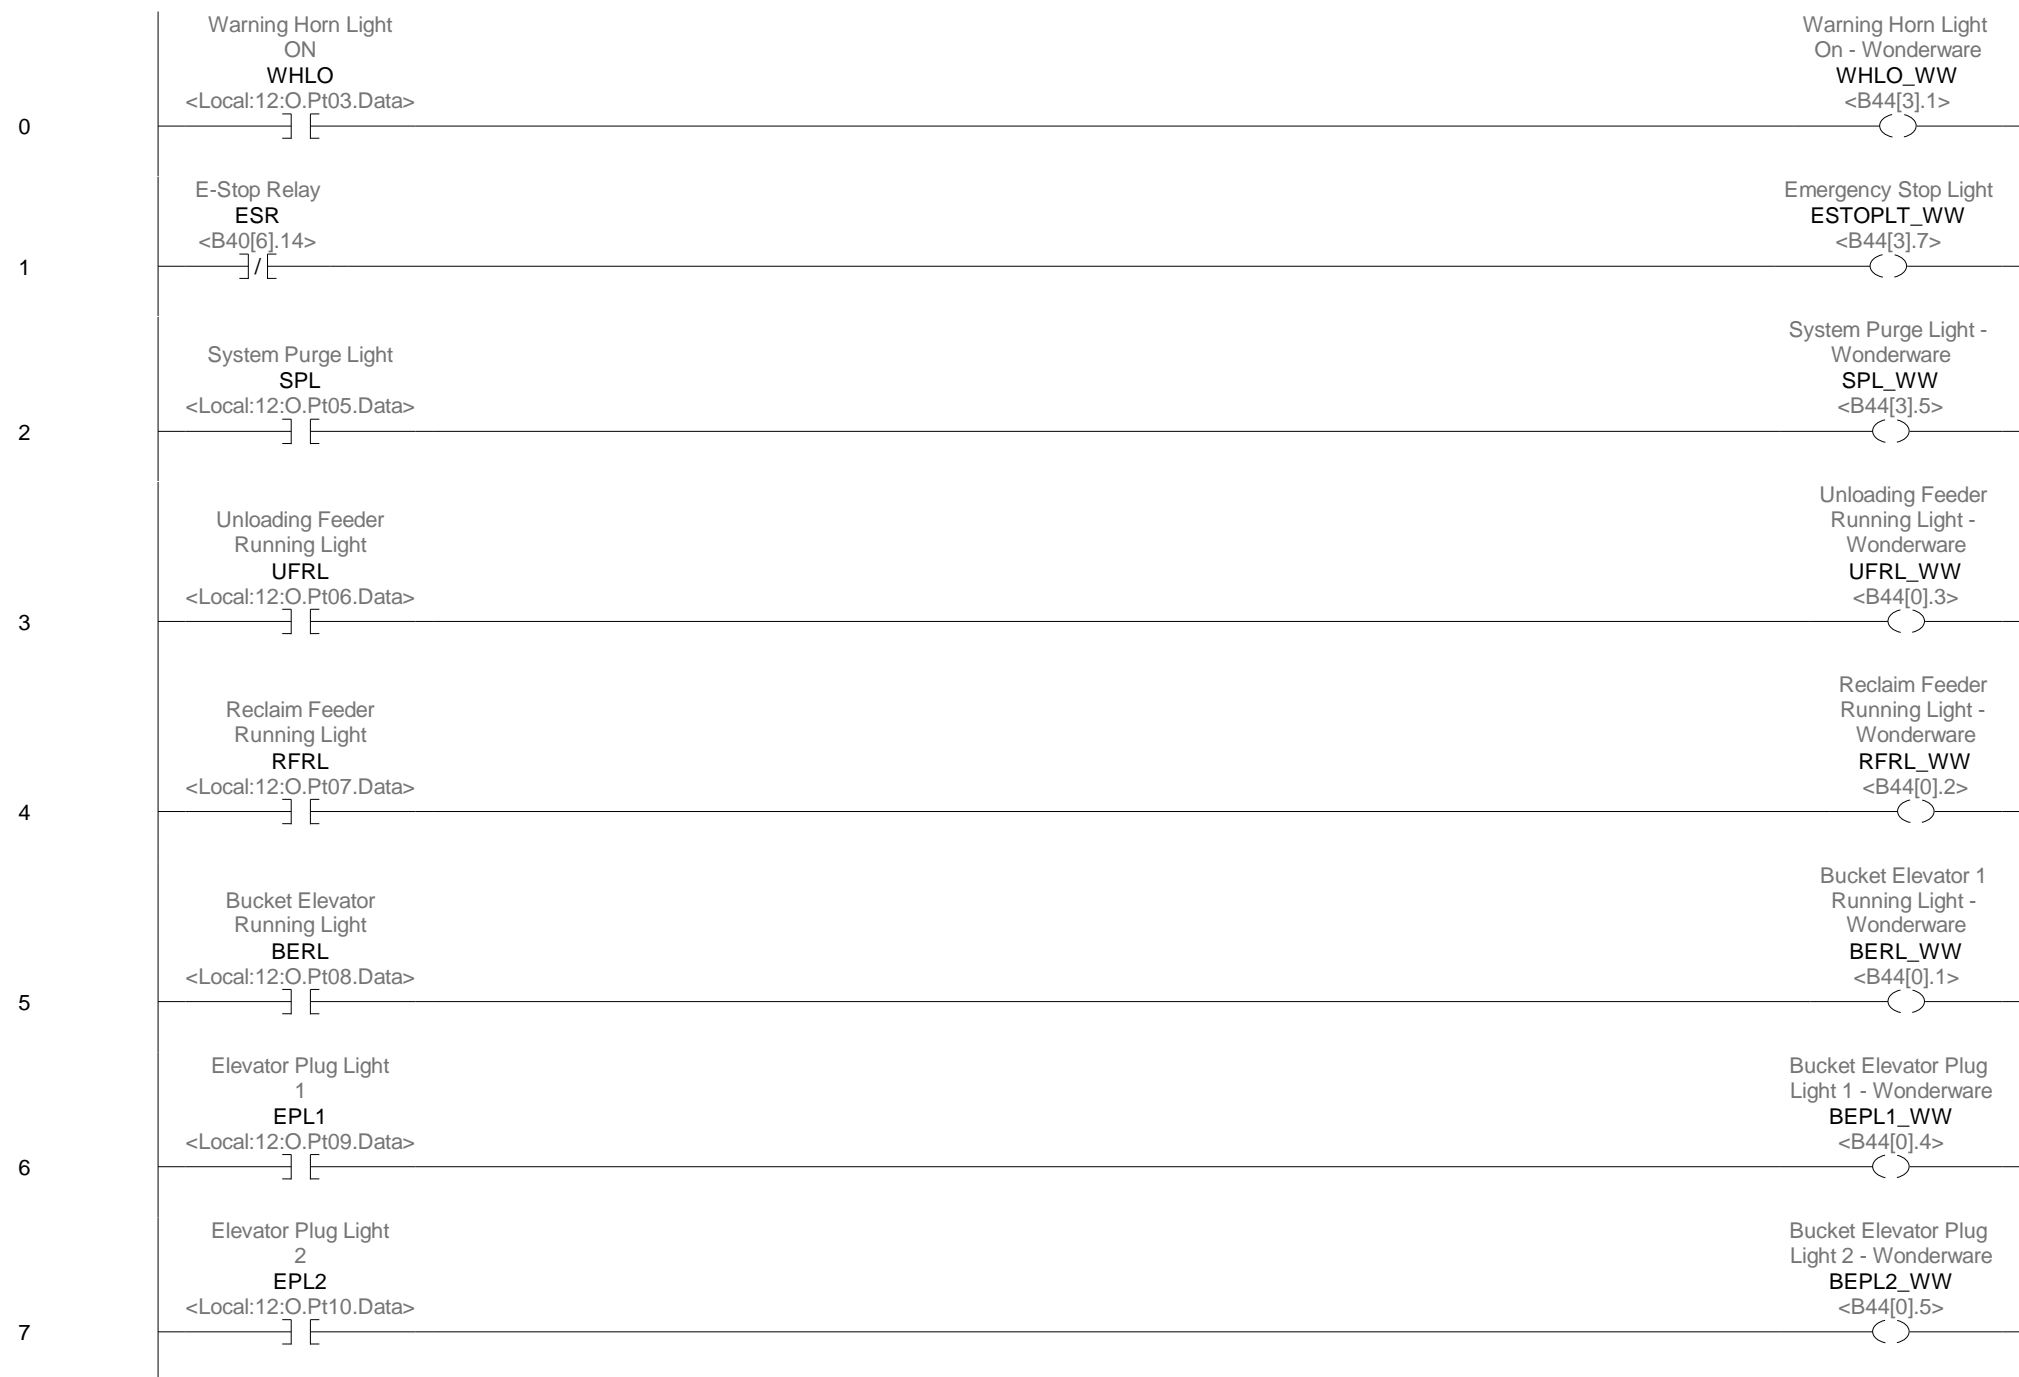 Warning Horn Light
ON
WHLO
<Local:12:O.Pt03.Data>
Warning Horn Light
On - Wonderware
WHLO_WW
<B44[3].1>
0
E-Stop Relay
ESR
<B40[6].14>
/
Emergency Stop Light
ESTOPLT_WW
<B44[3].7>
1
System Purge Light
SPL
<Local:12:O.Pt05.Data>
System Purge Light -
Wonderware
SPL_WW
<B44[3].5>
2
Unloading Feeder
Running Light
UFRL
<Local:12:O.Pt06.Data>
Unloading Feeder
Running Light -
Wonderware
UFRL_WW
<B44[0].3>
3
Reclaim Feeder
Running Light
RFRL
<Local:12:O.Pt07.Data>
Reclaim Feeder
Running Light -
Wonderware
RFRL_WW
<B44[0].2>
4
Bucket Elevator
Running Light
BERL
<Local:12:O.Pt08.Data>
Bucket Elevator 1
Running Light -
Wonderware
BERL_WW
<B44[0].1>
5
Elevator Plug Light
1
EPL1
<Local:12:O.Pt09.Data>
Bucket Elevator Plug
Light 1 - Wonderware
BEPL1_WW
<B44[0].4>
6
Elevator Plug Light
2
EPL2
<Local:12:O.Pt10.Data>
Bucket Elevator Plug
Light 2 - Wonderware
BEPL2_WW
<B44[0].5>
7